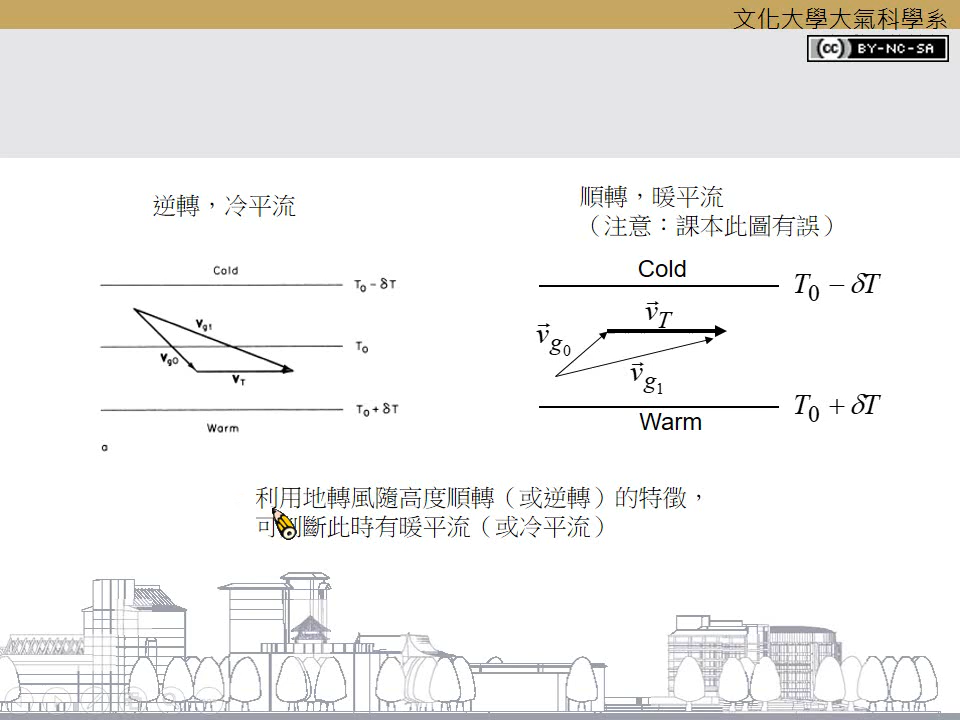 文化大學大氣科學系
(cc) BY-NC-SA
逆轉，冷平流
Cold
T₀ − δT
V_g1
T₀
V_g0
V_T
T₀ + δT
Warm
a
順轉，暖平流
（注意：課本此圖有誤）
Cold
T₀ − δT
v⃗_T
v⃗_g₀
v⃗_g₁
T₀ + δT
Warm
利用地轉風隨高度順轉（或逆轉）的特徵，
可判斷此時有暖平流（或冷平流）